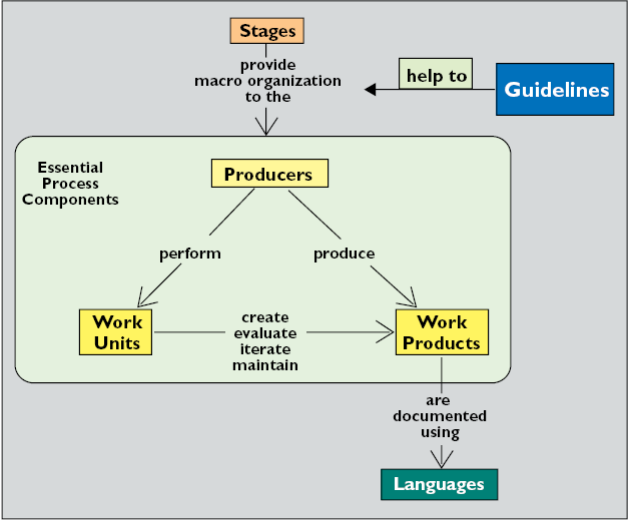 Stages
provide
macro organization
to the
help to
Guidelines
Essential
Process
Components
Producers
perform
produce
Work
Units
create
evaluate
iterate
maintain
Work
Products
are
documented
using
Languages